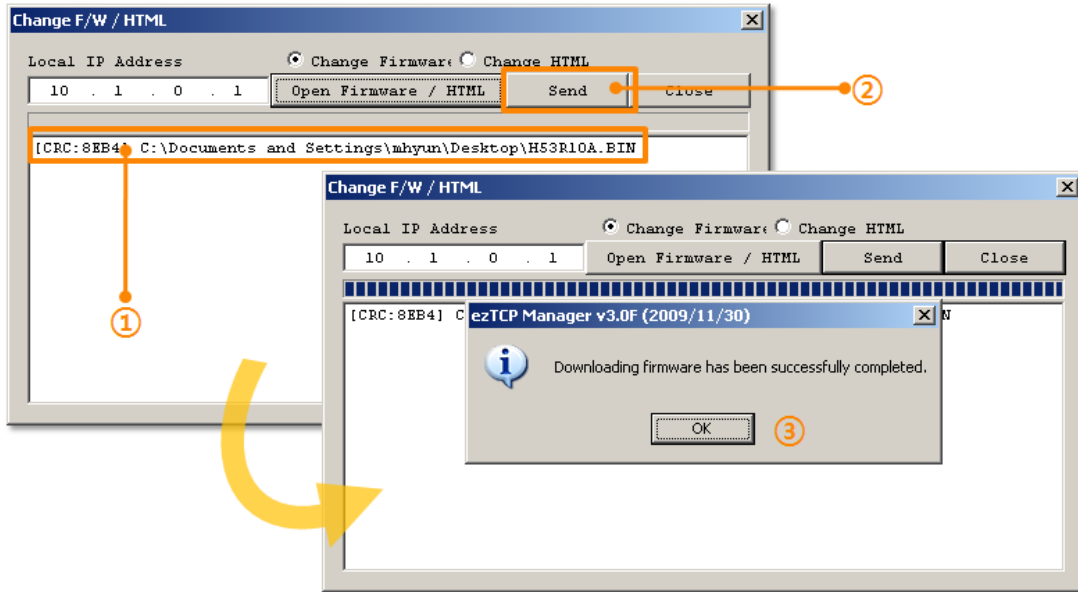 Change F/W / HTML
Local IP Address Change Firmware Change HTML
10 . 1 . 0 . 1 Open Firmware / HTML Send Close
②
[CRC:8EB4] C:\Documents and Settings\mhyun\Desktop\H53R10A.BIN
①
Change F/W / HTML
Local IP Address Change Firmware Change HTML
10 . 1 . 0 . 1 Open Firmware / HTML Send Close
[CRC:8EB4] C
N
ezTCP Manager v3.0F (2009/11/30)
Downloading firmware has been successfully completed.
OK
③